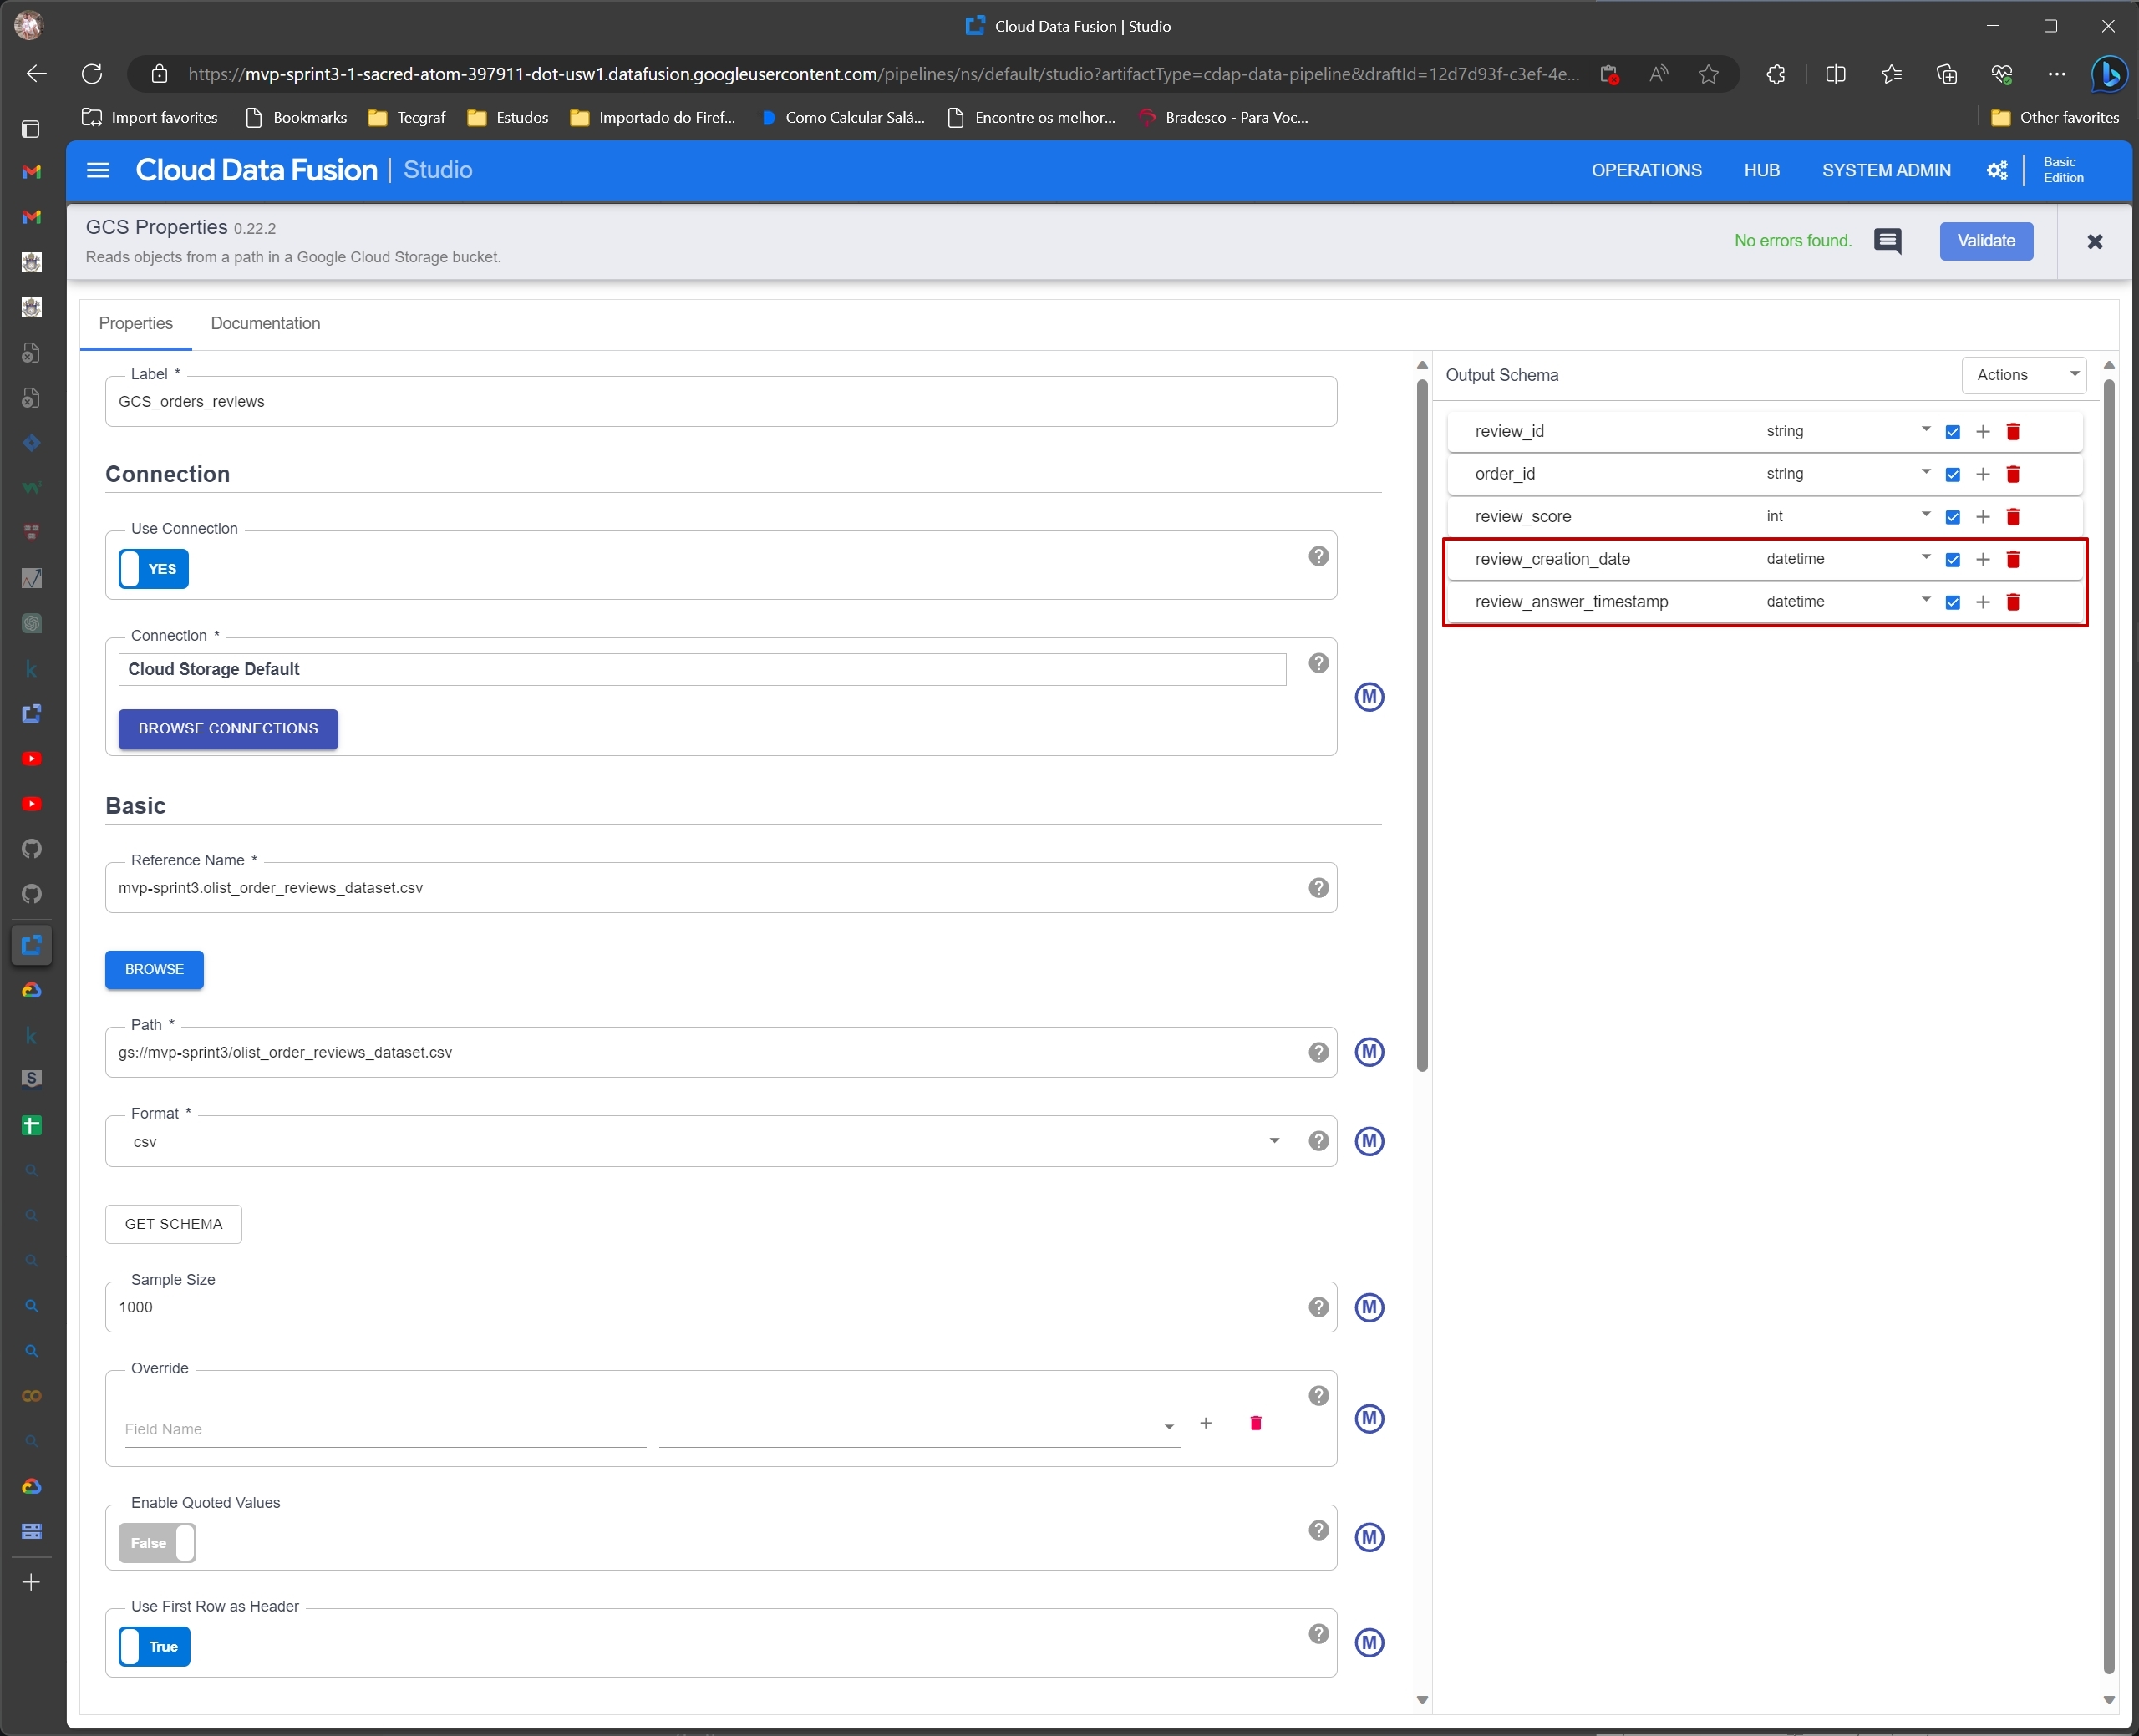 Cloud Data Fusion | Studio
https://mvp-sprint3-1-sacred-atom-397911-dot-usw1.datafusion.googleusercontent.com/pipelines/ns/default/studio?artifactType=cdap-data-pipeline&draftId=12d7d93f-c3ef-4e...
Import favorites
Bookmarks
Tecgraf
Estudos
Importado do Firef...
Como Calcular Salá...
Encontre os melhor...
Bradesco - Para Voc...
Other favorites
Cloud Data Fusion | Studio
OPERATIONS
HUB
SYSTEM ADMIN
Basic
Edition
GCS Properties 0.22.2
Reads objects from a path in a Google Cloud Storage bucket.
No errors found.
Validate
Properties
Documentation
Label *
GCS_orders_reviews
Connection
Use Connection
YES
Connection *
Cloud Storage Default
M
BROWSE CONNECTIONS
Basic
Reference Name *
mvp-sprint3.olist_order_reviews_dataset.csv
BROWSE
Path *
gs://mvp-sprint3/olist_order_reviews_dataset.csv
M
Format *
csv
M
GET SCHEMA
Sample Size
1000
M
Override
Field Name
M
Enable Quoted Values
False
M
Use First Row as Header
True
M
Output Schema
Actions
review_id string
order_id string
review_score int
review_creation_date datetime
review_answer_timestamp datetime